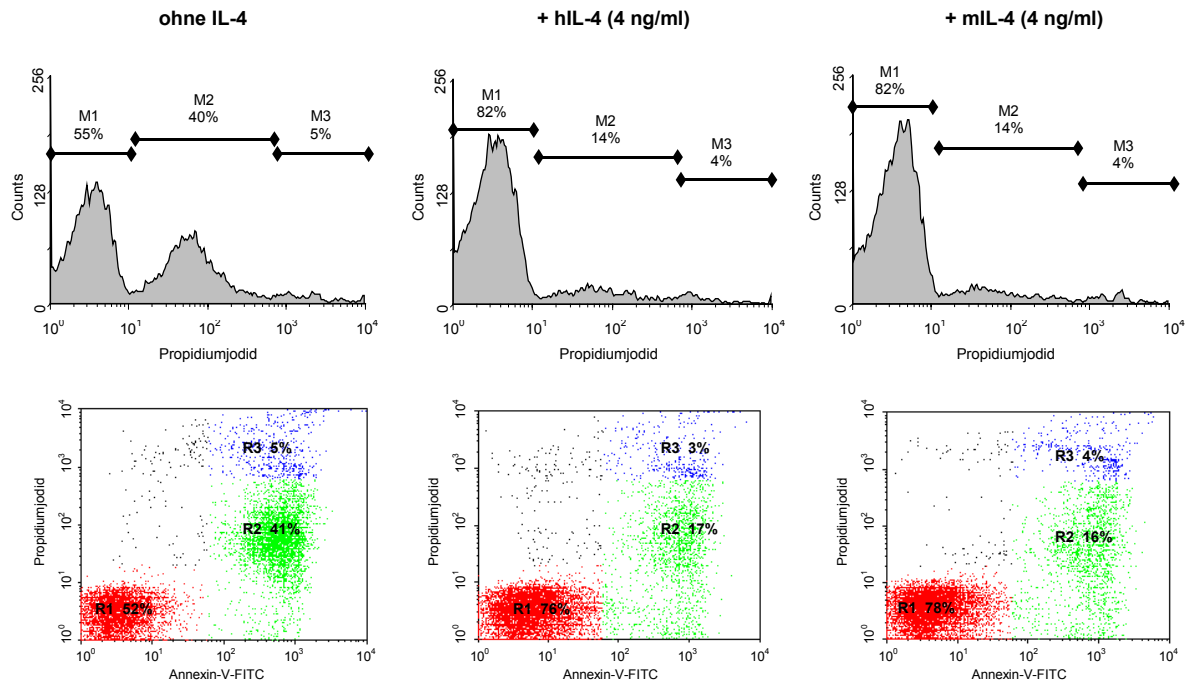 ohne IL-4
256
128
0
Counts
M1
55%
M2
40%
M3
5%
10⁰ 10¹ 10² 10³ 10⁴
Propidiumjodid
+ hIL-4 (4 ng/ml)
256
128
0
Counts
M1
82%
M2
14%
M3
4%
10⁰ 10¹ 10² 10³ 10⁴
Propidiumjodid
+ mIL-4 (4 ng/ml)
256
128
0
Counts
M1
82%
M2
14%
M3
4%
10⁰ 10¹ 10² 10³ 10⁴
Propidiumjodid
10⁴
10³
10²
10¹
10⁰
Propidiumjodid
R3 5%
R2 41%
R1 52%
10⁰ 10¹ 10² 10³ 10⁴
Annexin-V-FITC
10⁴
10³
10²
10¹
10⁰
Propidiumjodid
R3 3%
R2 17%
R1 76%
10⁰ 10¹ 10² 10³ 10⁴
Annexin-V-FITC
10⁴
10³
10²
10¹
10⁰
Propidiumjodid
R3 4%
R2 16%
R1 78%
10⁰ 10¹ 10² 10³ 10⁴
Annexin-V-FITC